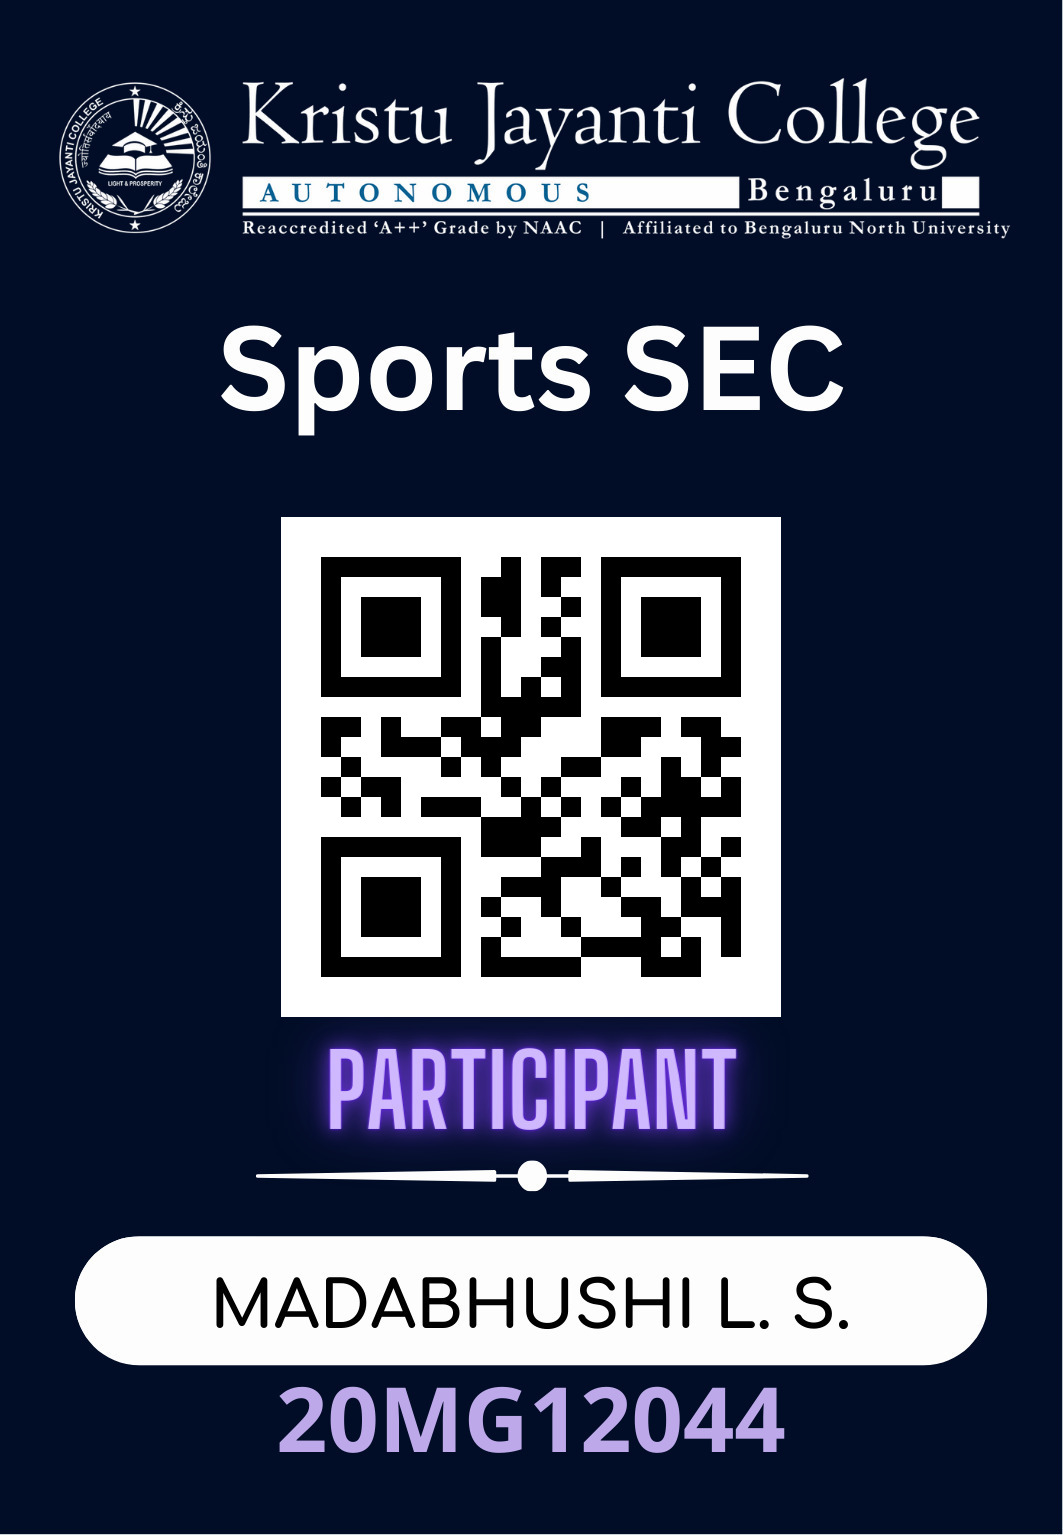 Kristu Jayanti College
AUTONOMOUS Bengaluru
Reaccredited ‘A++’ Grade by NAAC | Affiliated to Bengaluru North University
KRISTU JAYANTI COLLEGE
LIGHT & PROSPERITY
Sports SEC
PARTICIPANT
MADABHUSHI L. S.
20MG12044